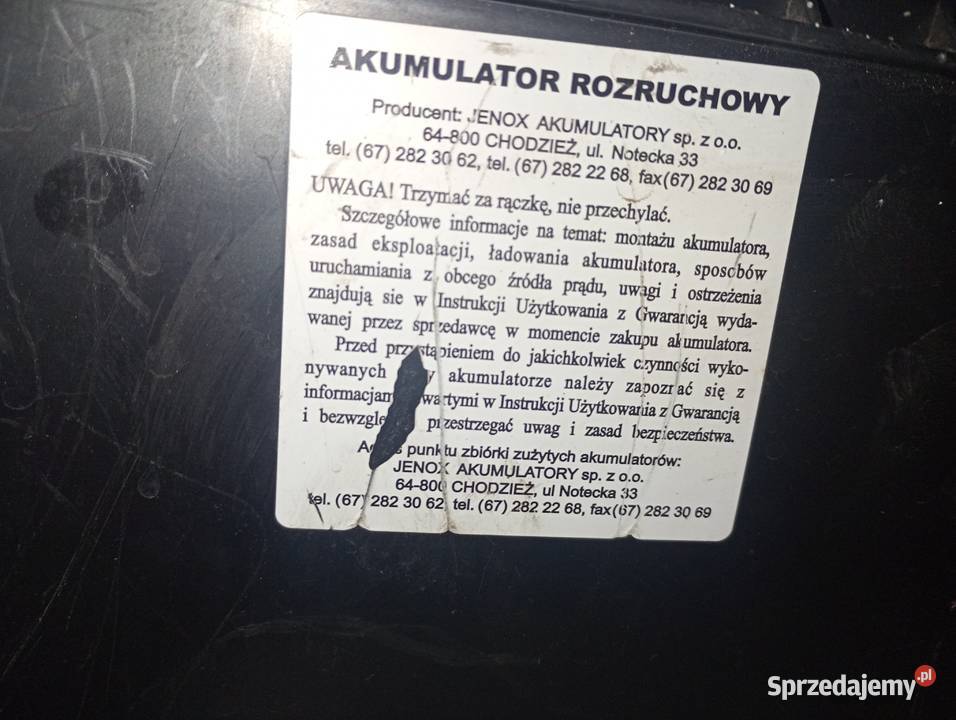 AKUMULATOR ROZRUCHOWY
Producent: JENOX AKUMULATORY sp. z o.o.
64-800 CHODZIEŻ, ul. Notecka 33
tel. (67) 282 30 62, tel. (67) 282 22 68, fax(67) 282 30 69
UWAGA! Trzymać za rączkę, nie przechylać.
Szczegółowe informacje na temat: montażu akumulatora,
zasad eksploatacji, ładowania akumulatora, sposobów
uruchamiania z obcego źródła prądu, uwagi i ostrzeżenia
znajdują sie w Instrukcji Użytkowania z Gwarancją wyda-
wanej przez sprzedawcę w momencie zakupu akumulatora.
Przed przystąpieniem do jakichkolwiek czynności wyko-
nywanych akumulatorze należy zapoznać się z
informacjam wartymi w Instrukcji Użytkowania z Gwarancją
i bezwzglę przestrzegać uwag i zasad bezpieczeństwa.
punktu zbiórki zużytych akumulatorów:
JENOX AKUMULATORY sp. z o.o.
64-800 CHODZIEŻ, ul Notecka 33
tel. (67) 282 30 62, tel. (67) 282 22 68, fax(67) 282 30 69
Sprzedajemy.pl